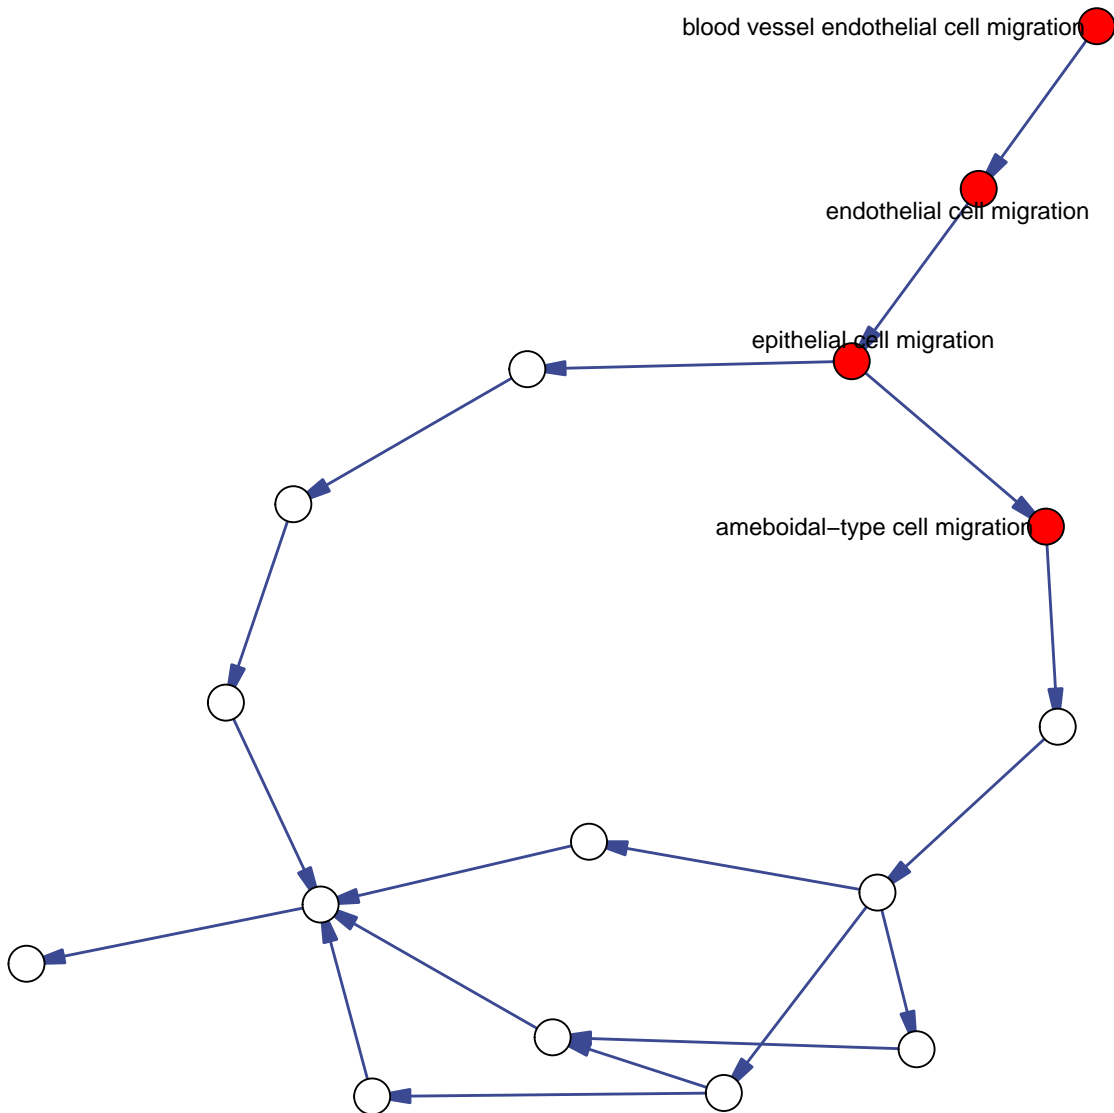 blood vessel endothelial cell migration
endothelial cell migration
epithelial cell migration
ameboidal−type cell migration